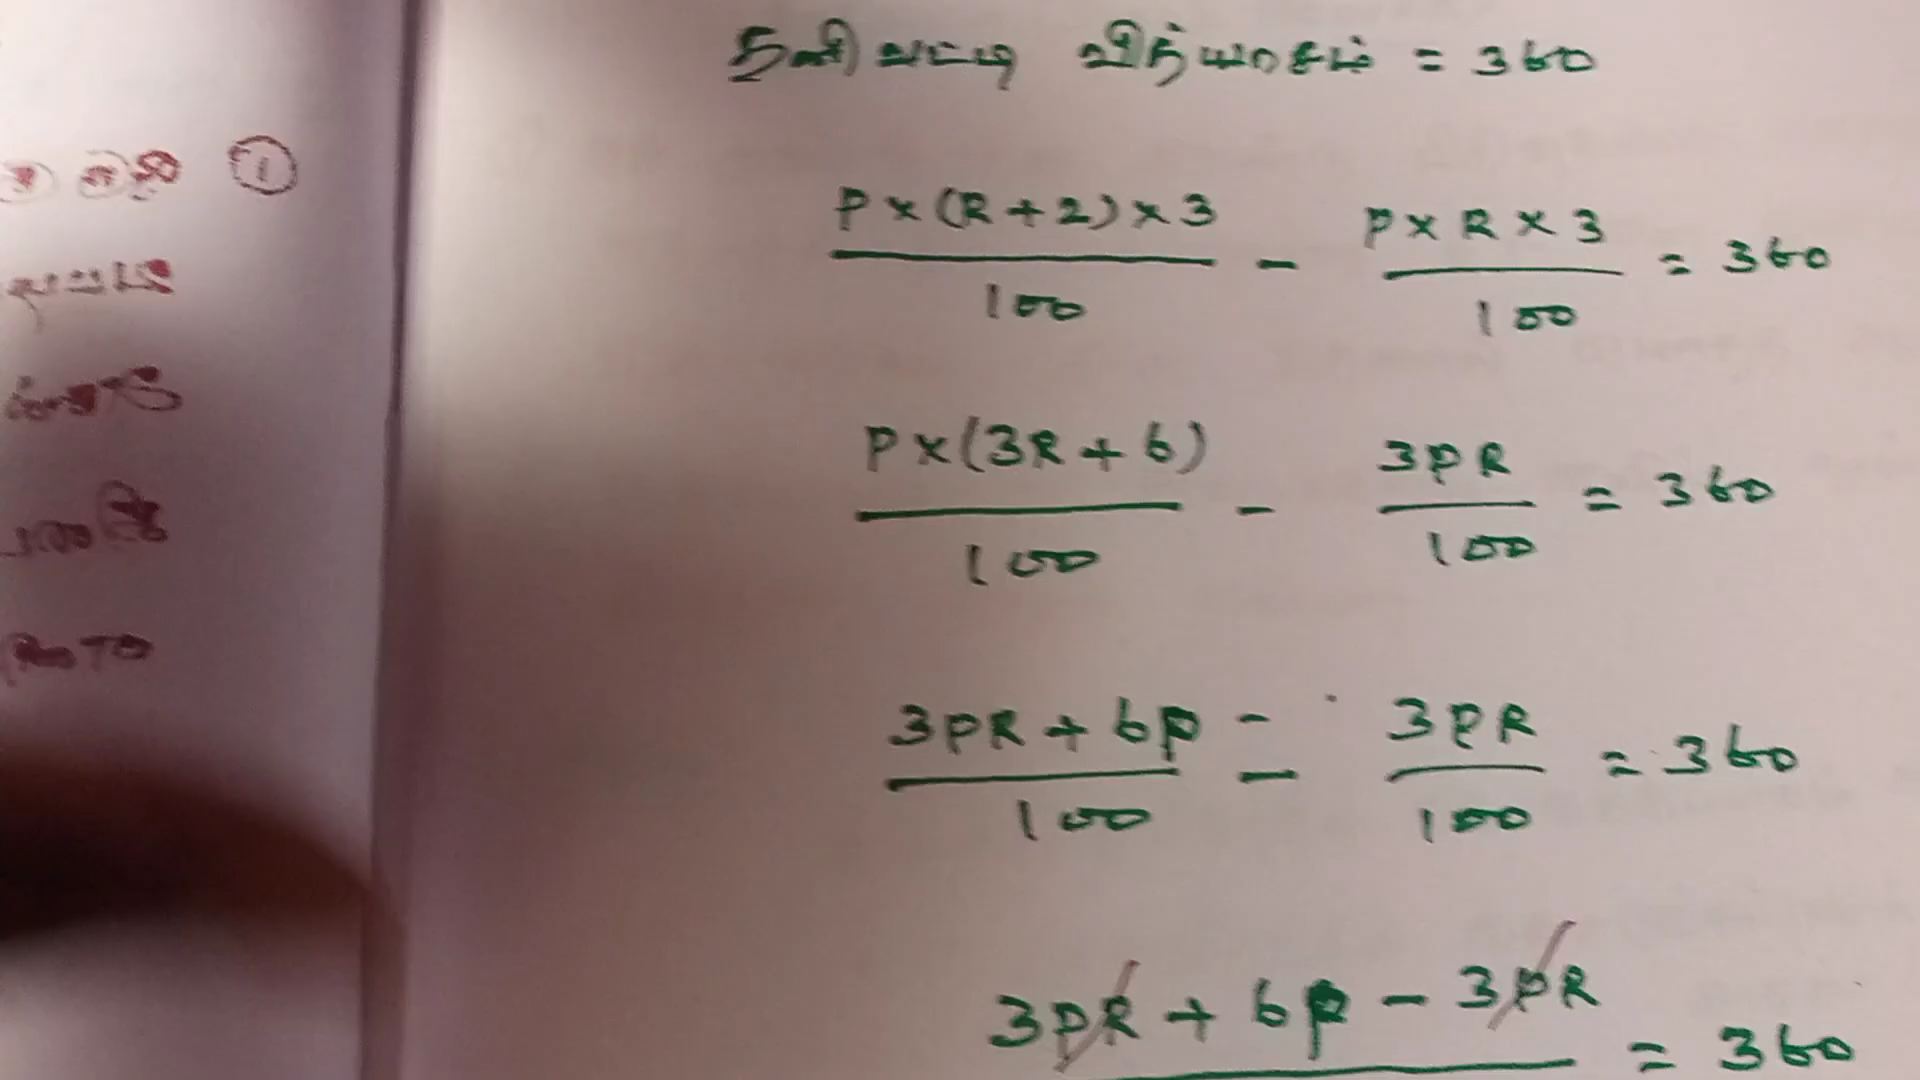 தனி வட்டி வித்யாசம் = 360
①
P × (R + 2) × 3 / 100 - P × R × 3 / 100 = 360
P × (3R + 6) / 100 - 3PR / 100 = 360
3PR + 6P / 100 - 3PR / 100 = 360
3PR + 6P - 3PR = 360